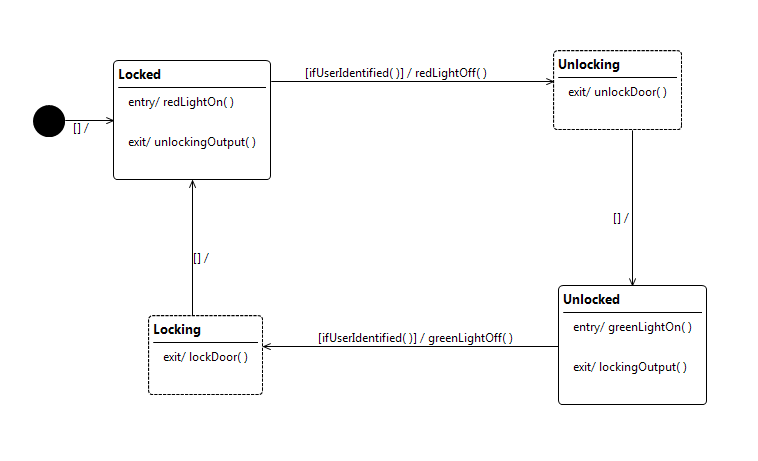 Locked
entry/ redLightOn( )
exit/ unlockingOutput( )
[] /
[ifUserIdentified( )] / redLightOff( )
Unlocking
exit/ unlockDoor( )
[] /
[] /
Locking
exit/ lockDoor( )
[ifUserIdentified( )] / greenLightOff( )
Unlocked
entry/ greenLightOn( )
exit/ lockingOutput( )